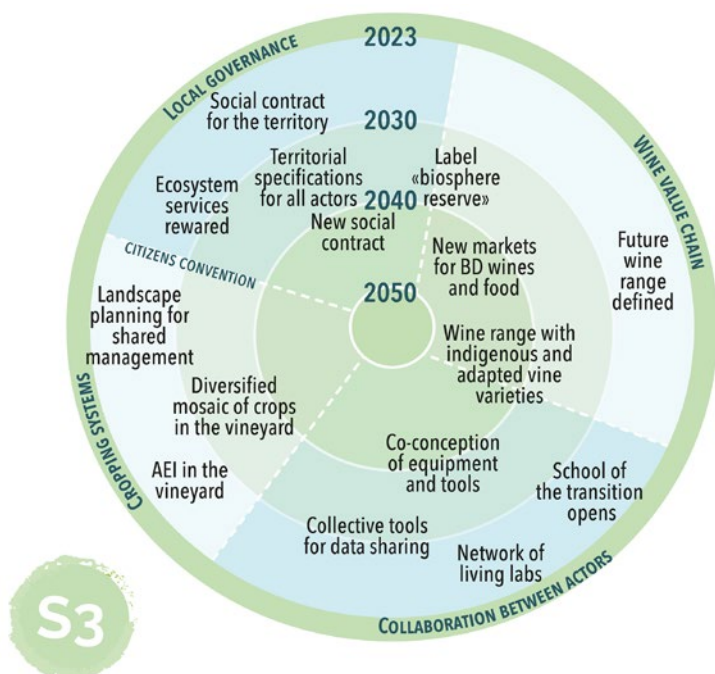 LOCAL GOVERNANCE
2023
Social contract
for the territory
2030
Territorial
specifications
for all actors
Label
«biosphere
reserve»
WINE VALUE CHAIN
Ecosystem
services
rewared
2040
New social
contract
CITIZENS CONVENTION
New markets
for BD wines
and food
Future
wine
range
defined
2050
Landscape
planning for
shared
management
Wine range with
indigenous and
adapted vine
varieties
Diversified
mosaic of crops
in the vineyard
CROPPING SYSTEMS
AEI in the
vineyard
Co-conception
of equipment
and tools
School of
the transition
opens
Collective tools
for data sharing
Network of
living labs
COLLABORATION BETWEEN ACTORS
S3